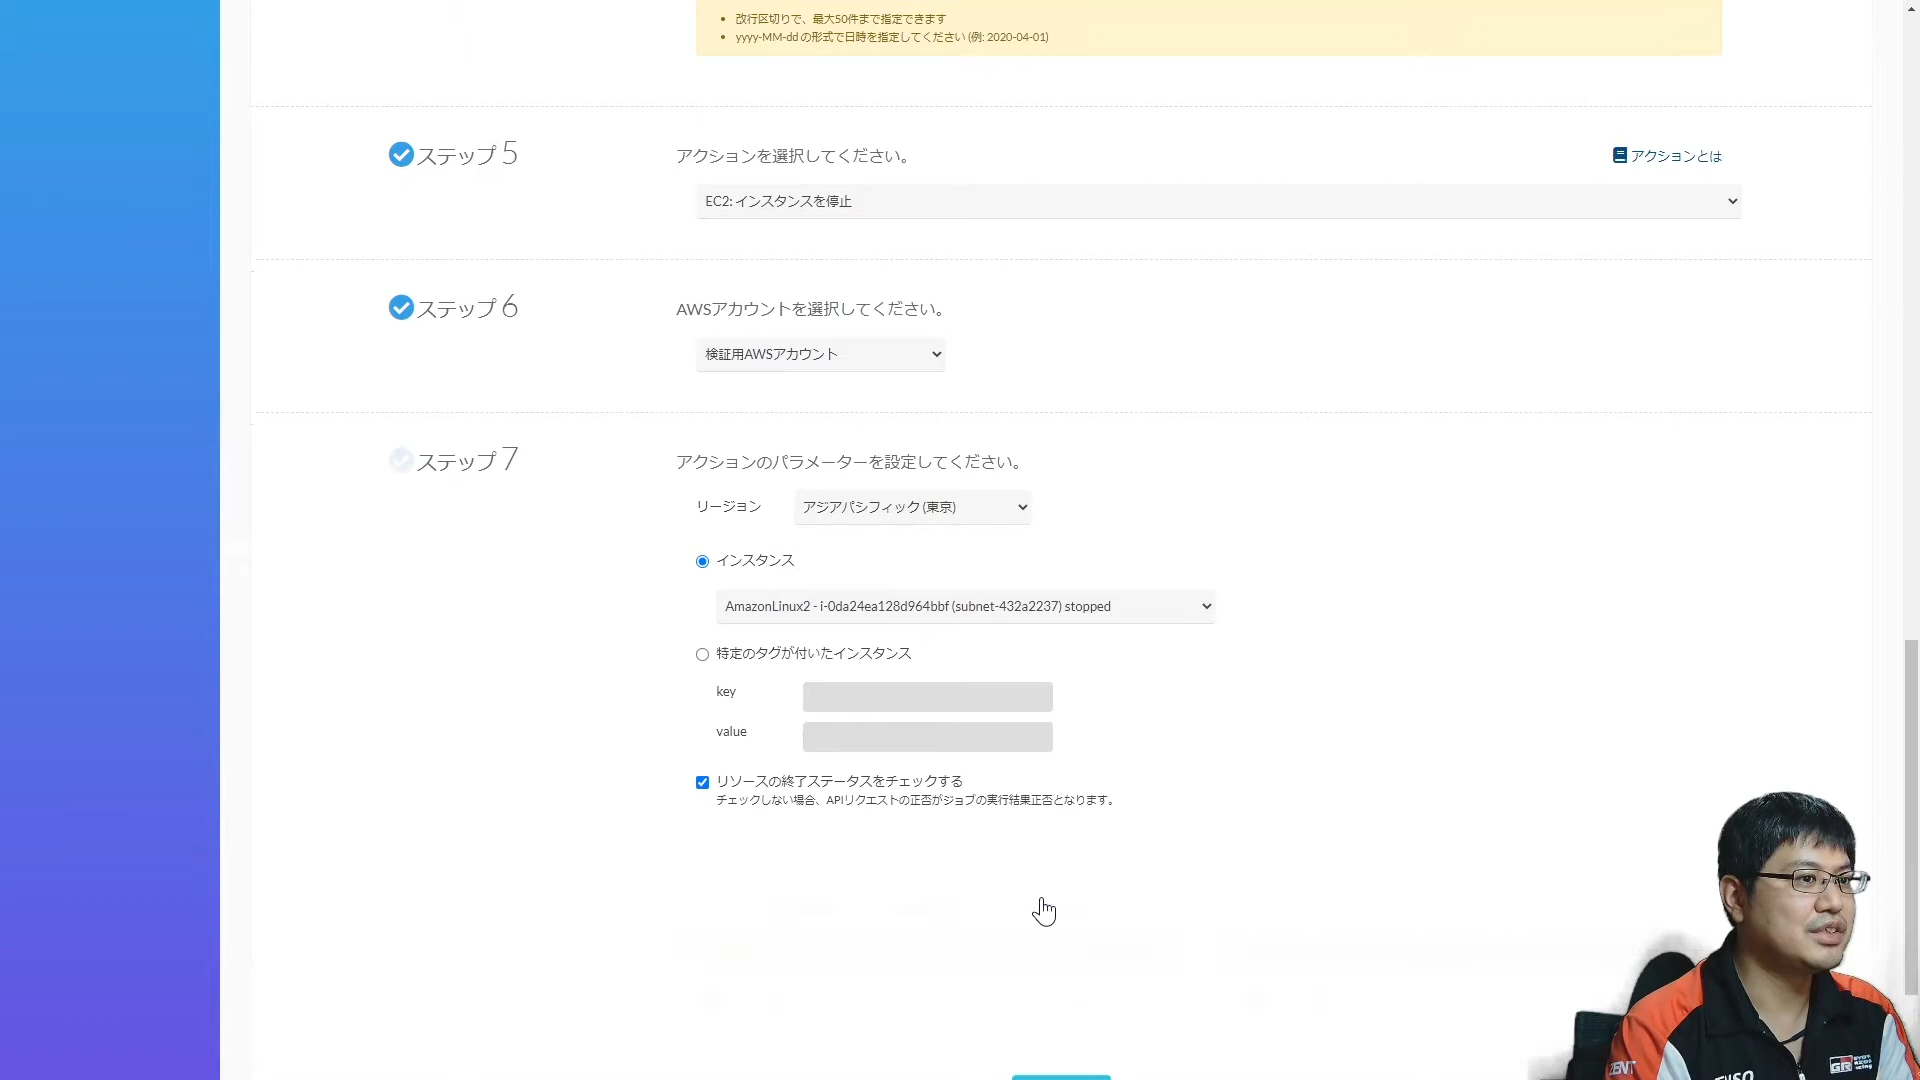 改行区切りで、最大50件まで指定できます
yyyy-MM-dd の形式で日時を指定してください (例: 2020-04-01)
ステップ 5
アクションを選択してください。
アクションとは
EC2: インスタンスを停止
ステップ 6
AWSアカウントを選択してください。
検証用AWSアカウント
ステップ 7
アクションのパラメーターを設定してください。
リージョン
アジアパシフィック (東京)
インスタンス
AmazonLinux2 - i-0da24ea128d964bbf (subnet-432a2237) stopped
特定のタグが付いたインスタンス
key
value
リソースの終了ステータスをチェックする
チェックしない場合、APIリクエストの正否がジョブの実行結果正否となります。
GR